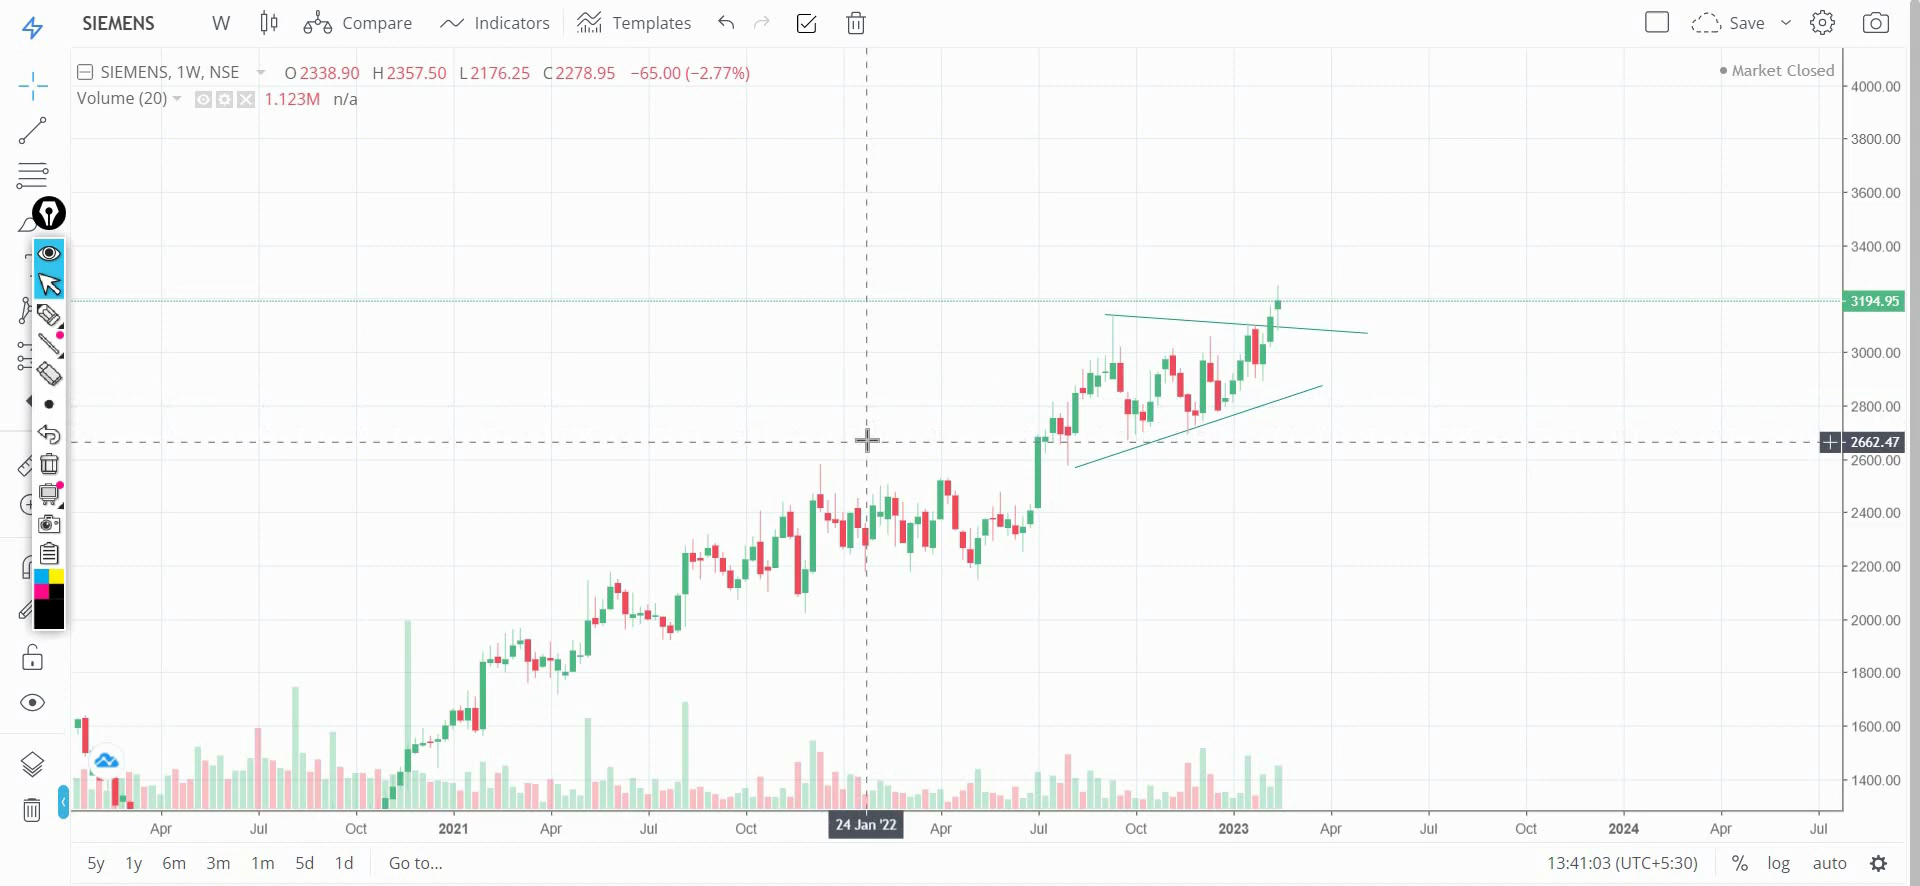 SIEMENS W Compare Indicators Templates Save
SIEMENS, 1W, NSE O2338.90 H2357.50 L2176.25 C2278.95 −65.00 (−2.77%)
Market Closed
Volume (20) 1.123M n/a
4000.00
3800.00
3600.00
3400.00
3194.95
3000.00
2800.00
2662.47
2600.00
2400.00
2200.00
2000.00
1800.00
1600.00
1400.00
Apr Jul Oct 2021 Apr Jul Oct 24 Jan '22 Apr Jul Oct 2023 Apr Jul Oct 2024 Apr Jul
5y 1y 6m 3m 1m 5d 1d Go to... 13:41:03 (UTC+5:30) % log auto